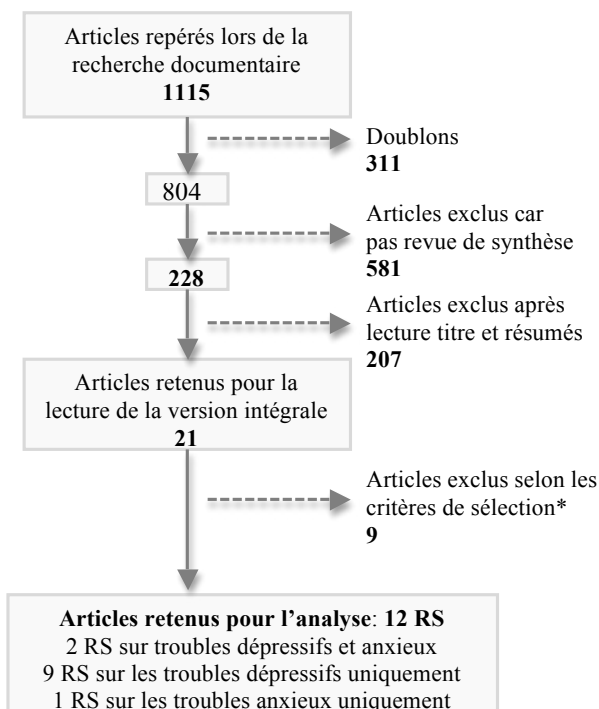 Articles repérés lors de la
recherche documentaire
1115
Doublons
311
804
Articles exclus car
pas revue de synthèse
581
228
Articles exclus après
lecture titre et résumés
207
Articles retenus pour la
lecture de la version intégrale
21
Articles exclus selon les
critères de sélection*
9
Articles retenus pour l’analyse: 12 RS
2 RS sur troubles dépressifs et anxieux
9 RS sur les troubles dépressifs uniquement
1 RS sur les troubles anxieux uniquement